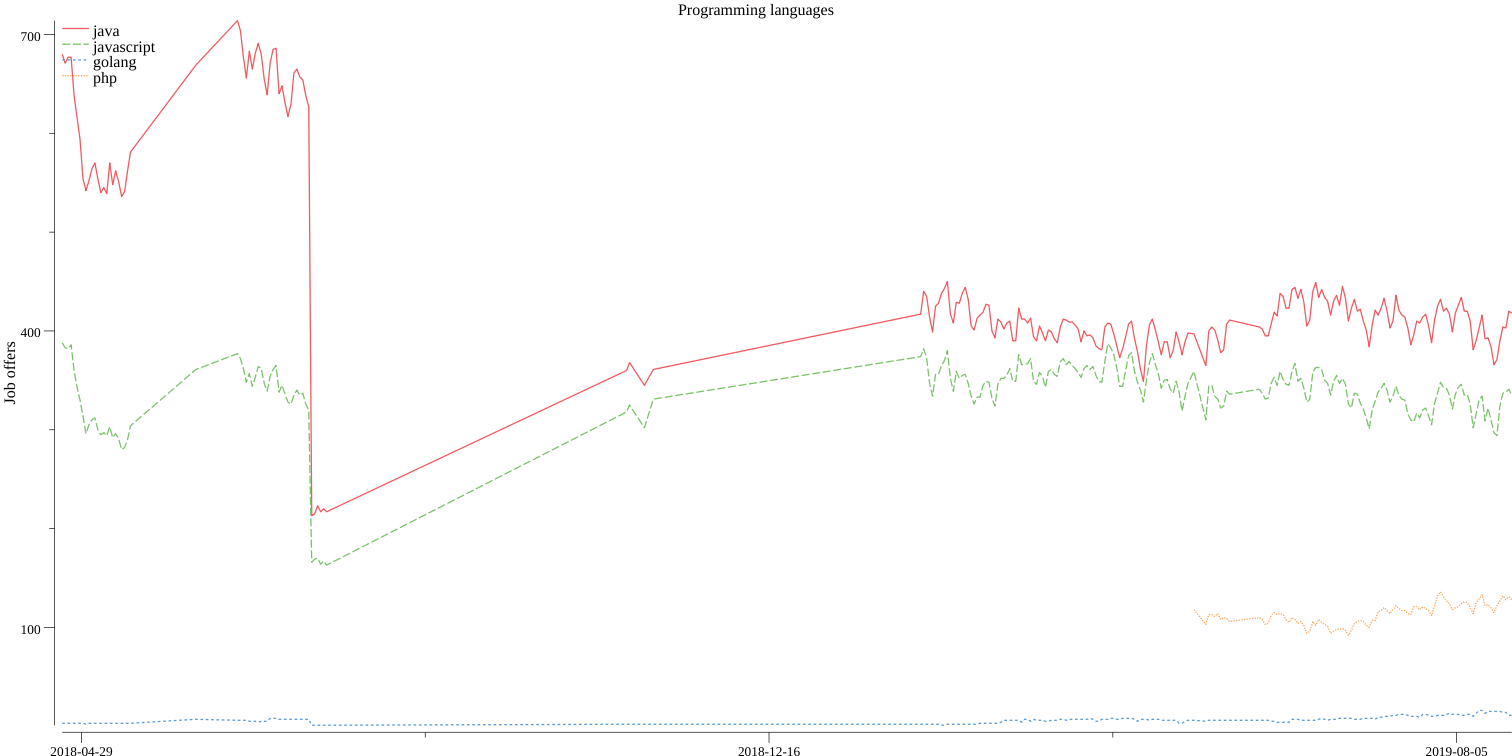 Programming languages
java
javascript
golang
php
700
400
100
Job offers
2018-04-29
2018-12-16
2019-08-05